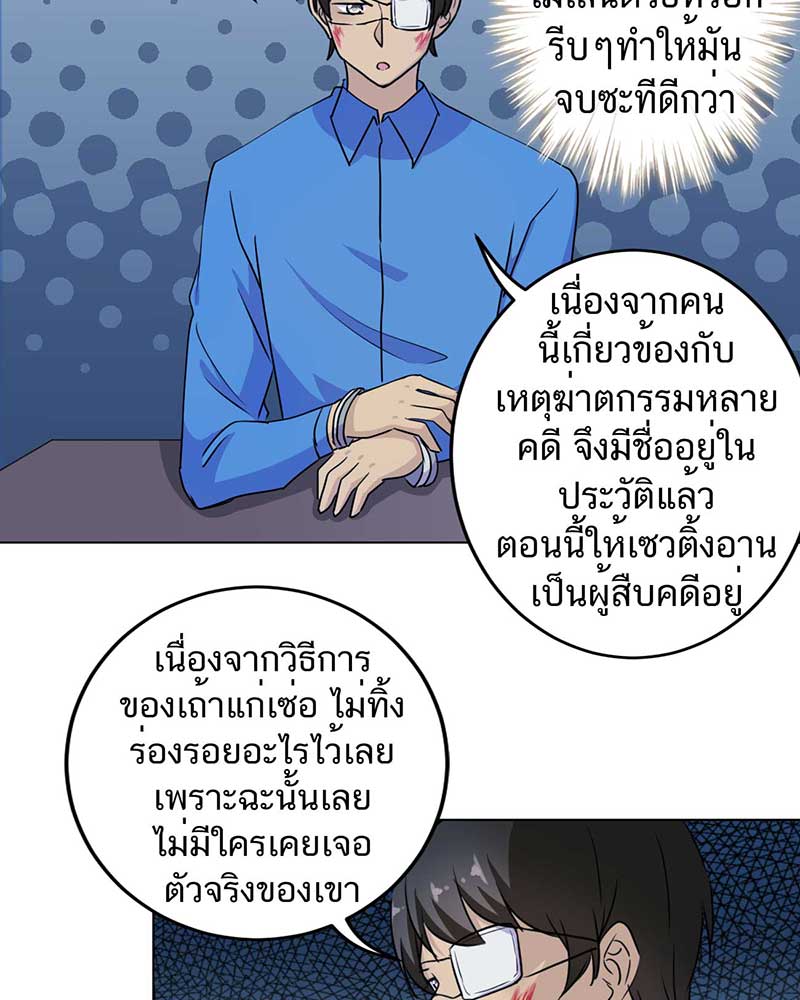 รีบๆทำให้มัน
จบซะทีดีกว่า
เนื่องจากคน
นี้เกี่ยวข้องกับ
เหตุฆาตกรรมหลาย
คดี จึงมีชื่ออยู่ใน
ประวัติแล้ว
ตอนนี้ให้เซวติ้งอาน
เป็นผู้สืบคดีอยู่
เนื่องจากวิธีการ
ของเถ้าแก่เซ่อ ไม่ทิ้ง
ร่องรอยอะไรไว้เลย
เพราะฉะนั้นเลย
ไม่มีใครเคยเจอ
ตัวจริงของเขา